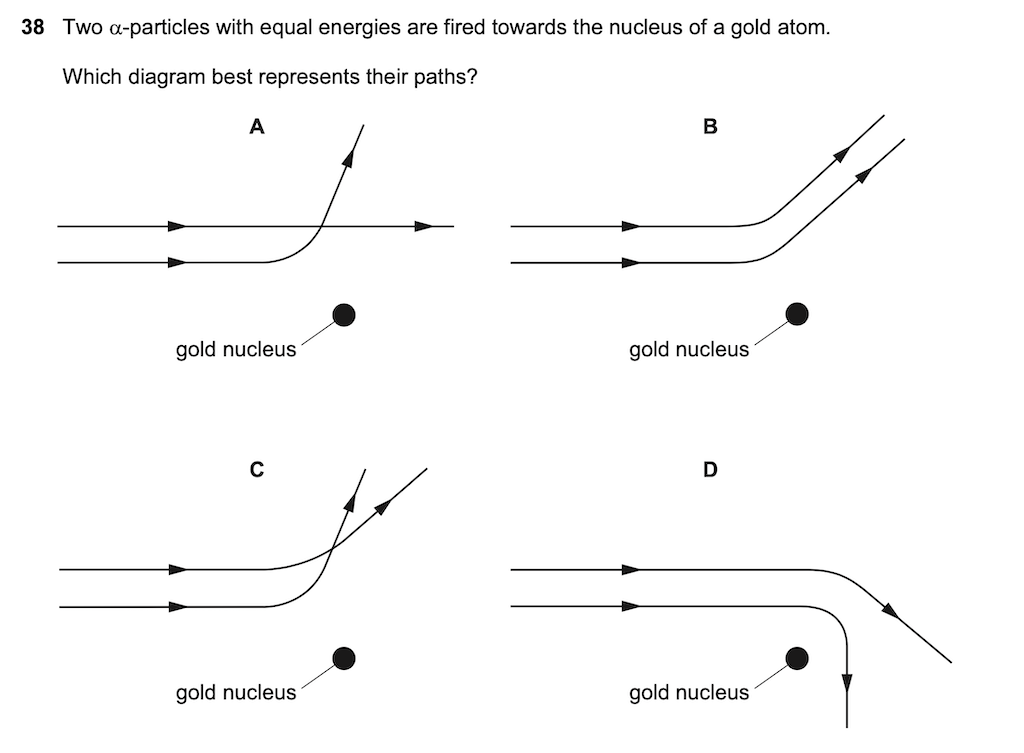 38 Two α-particles with equal energies are fired towards the nucleus of a gold atom.
Which diagram best represents their paths?
A
B
gold nucleus
gold nucleus
C
D
gold nucleus
gold nucleus